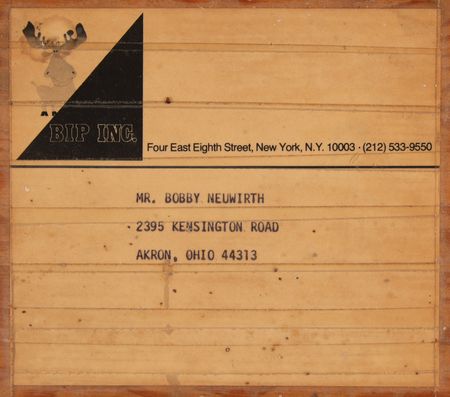 BIP INC.
Four East Eighth Street, New York, N.Y. 10003 · (212) 533-9550
MR. BOBBY NEUWIRTH
2395 KENSINGTON ROAD
AKRON, OHIO 44313